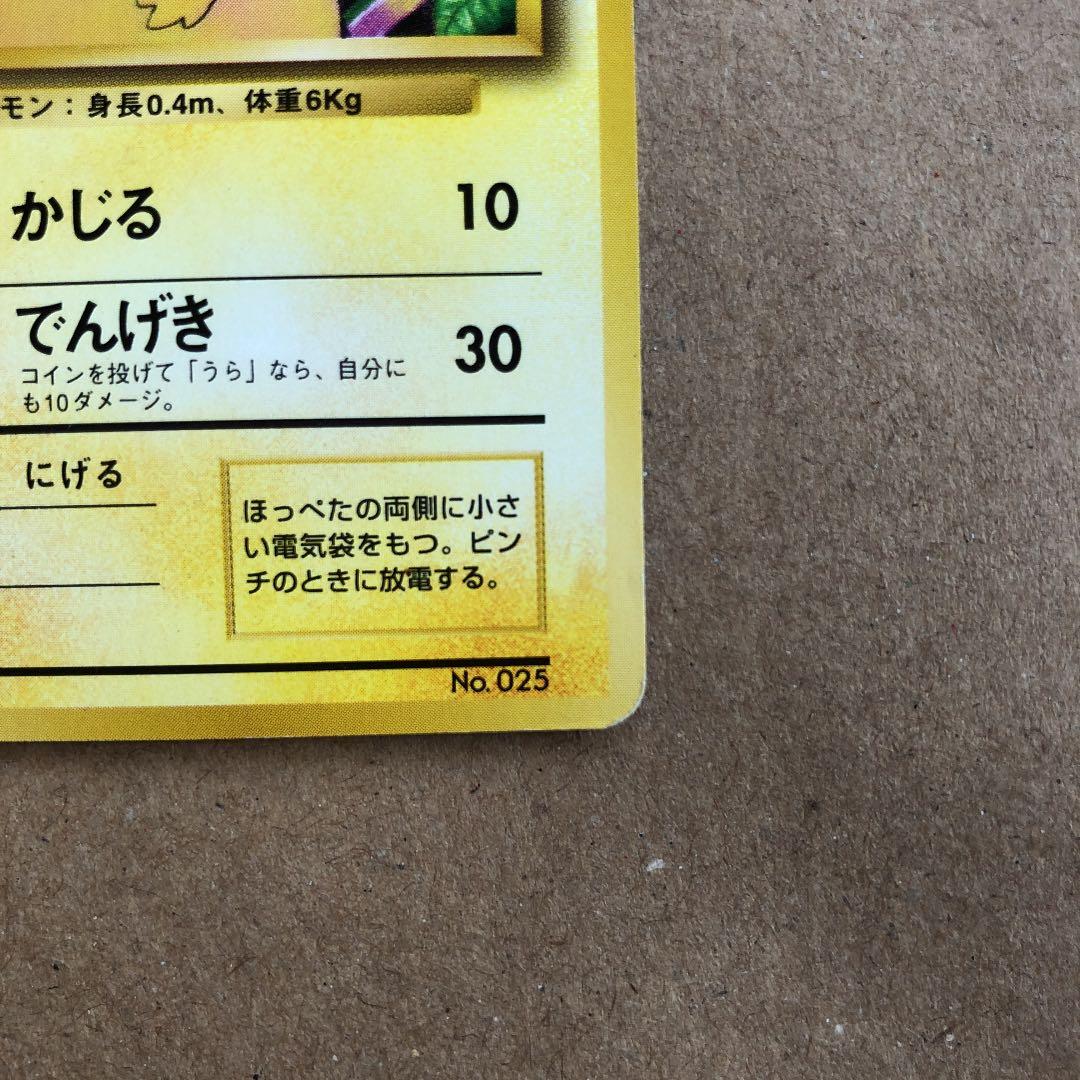 モン：身長0.4m、体重6Kg
かじる 10
でんげき 30
コインを投げて「うら」なら、自分に
も10ダメージ。
にげる
ほっぺたの両側に小さ
い電気袋をもつ。ピン
チのときに放電する。
No.025